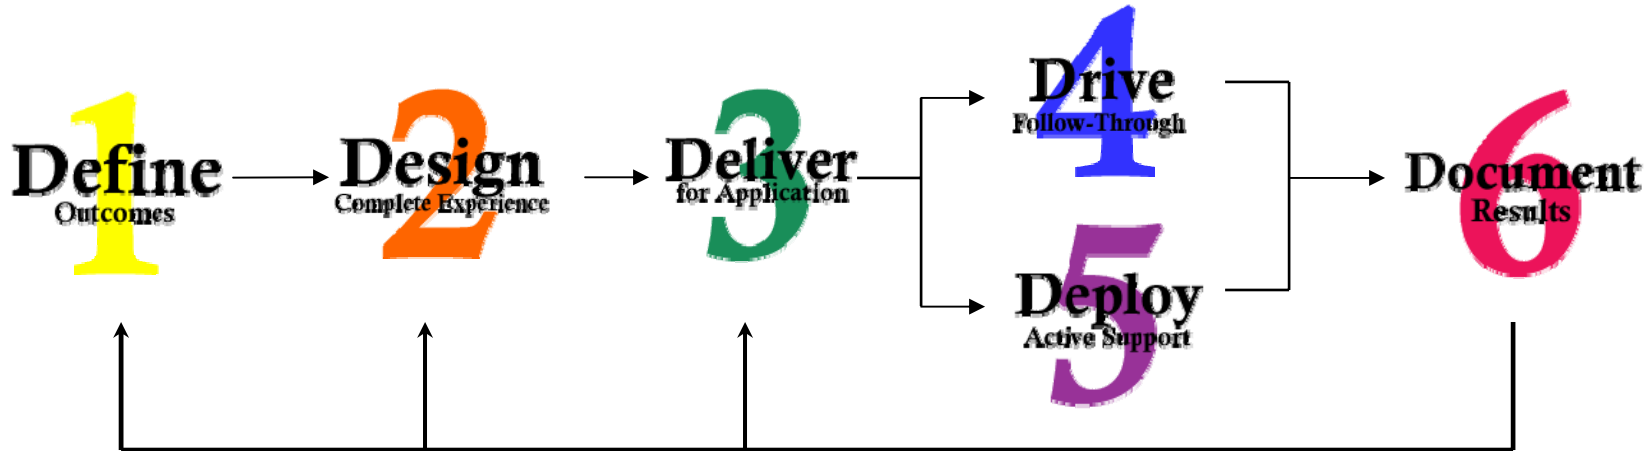 1
Define
Outcomes
2
Design
Complete Experience
3
Deliver
for Application
4
Drive
Follow-Through
5
Deploy
Active Support
6
Document
Results